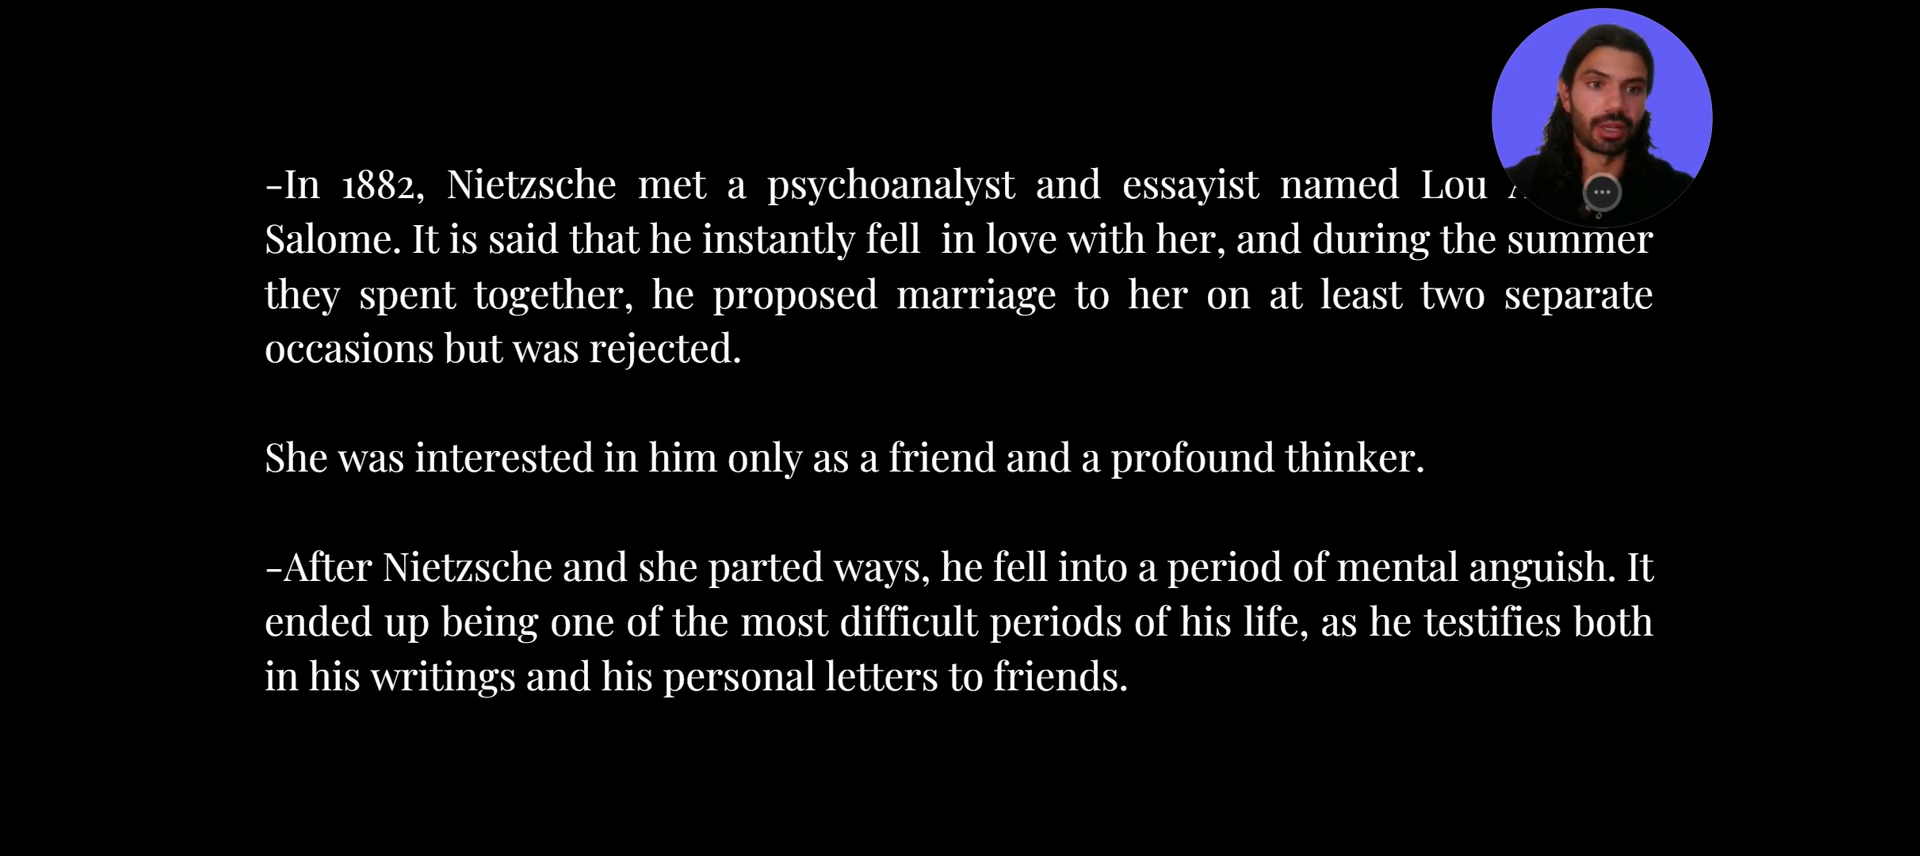 -In 1882, Nietzsche met a psychoanalyst and essayist named Lou
Salome. It is said that he instantly fell in love with her, and during the summer
they spent together, he proposed marriage to her on at least two separate
occasions but was rejected.
She was interested in him only as a friend and a profound thinker.
-After Nietzsche and she parted ways, he fell into a period of mental anguish. It
ended up being one of the most difficult periods of his life, as he testifies both
in his writings and his personal letters to friends.